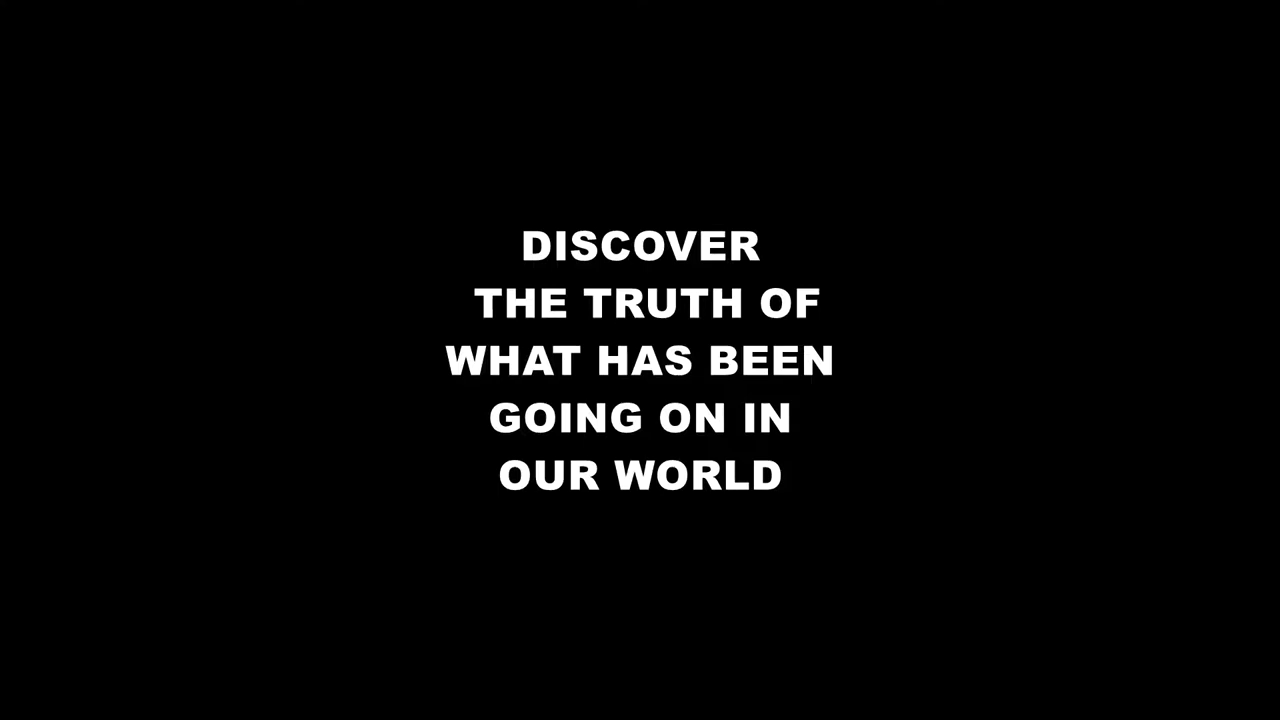 DISCOVER
THE TRUTH OF
WHAT HAS BEEN
GOING ON IN
OUR WORLD